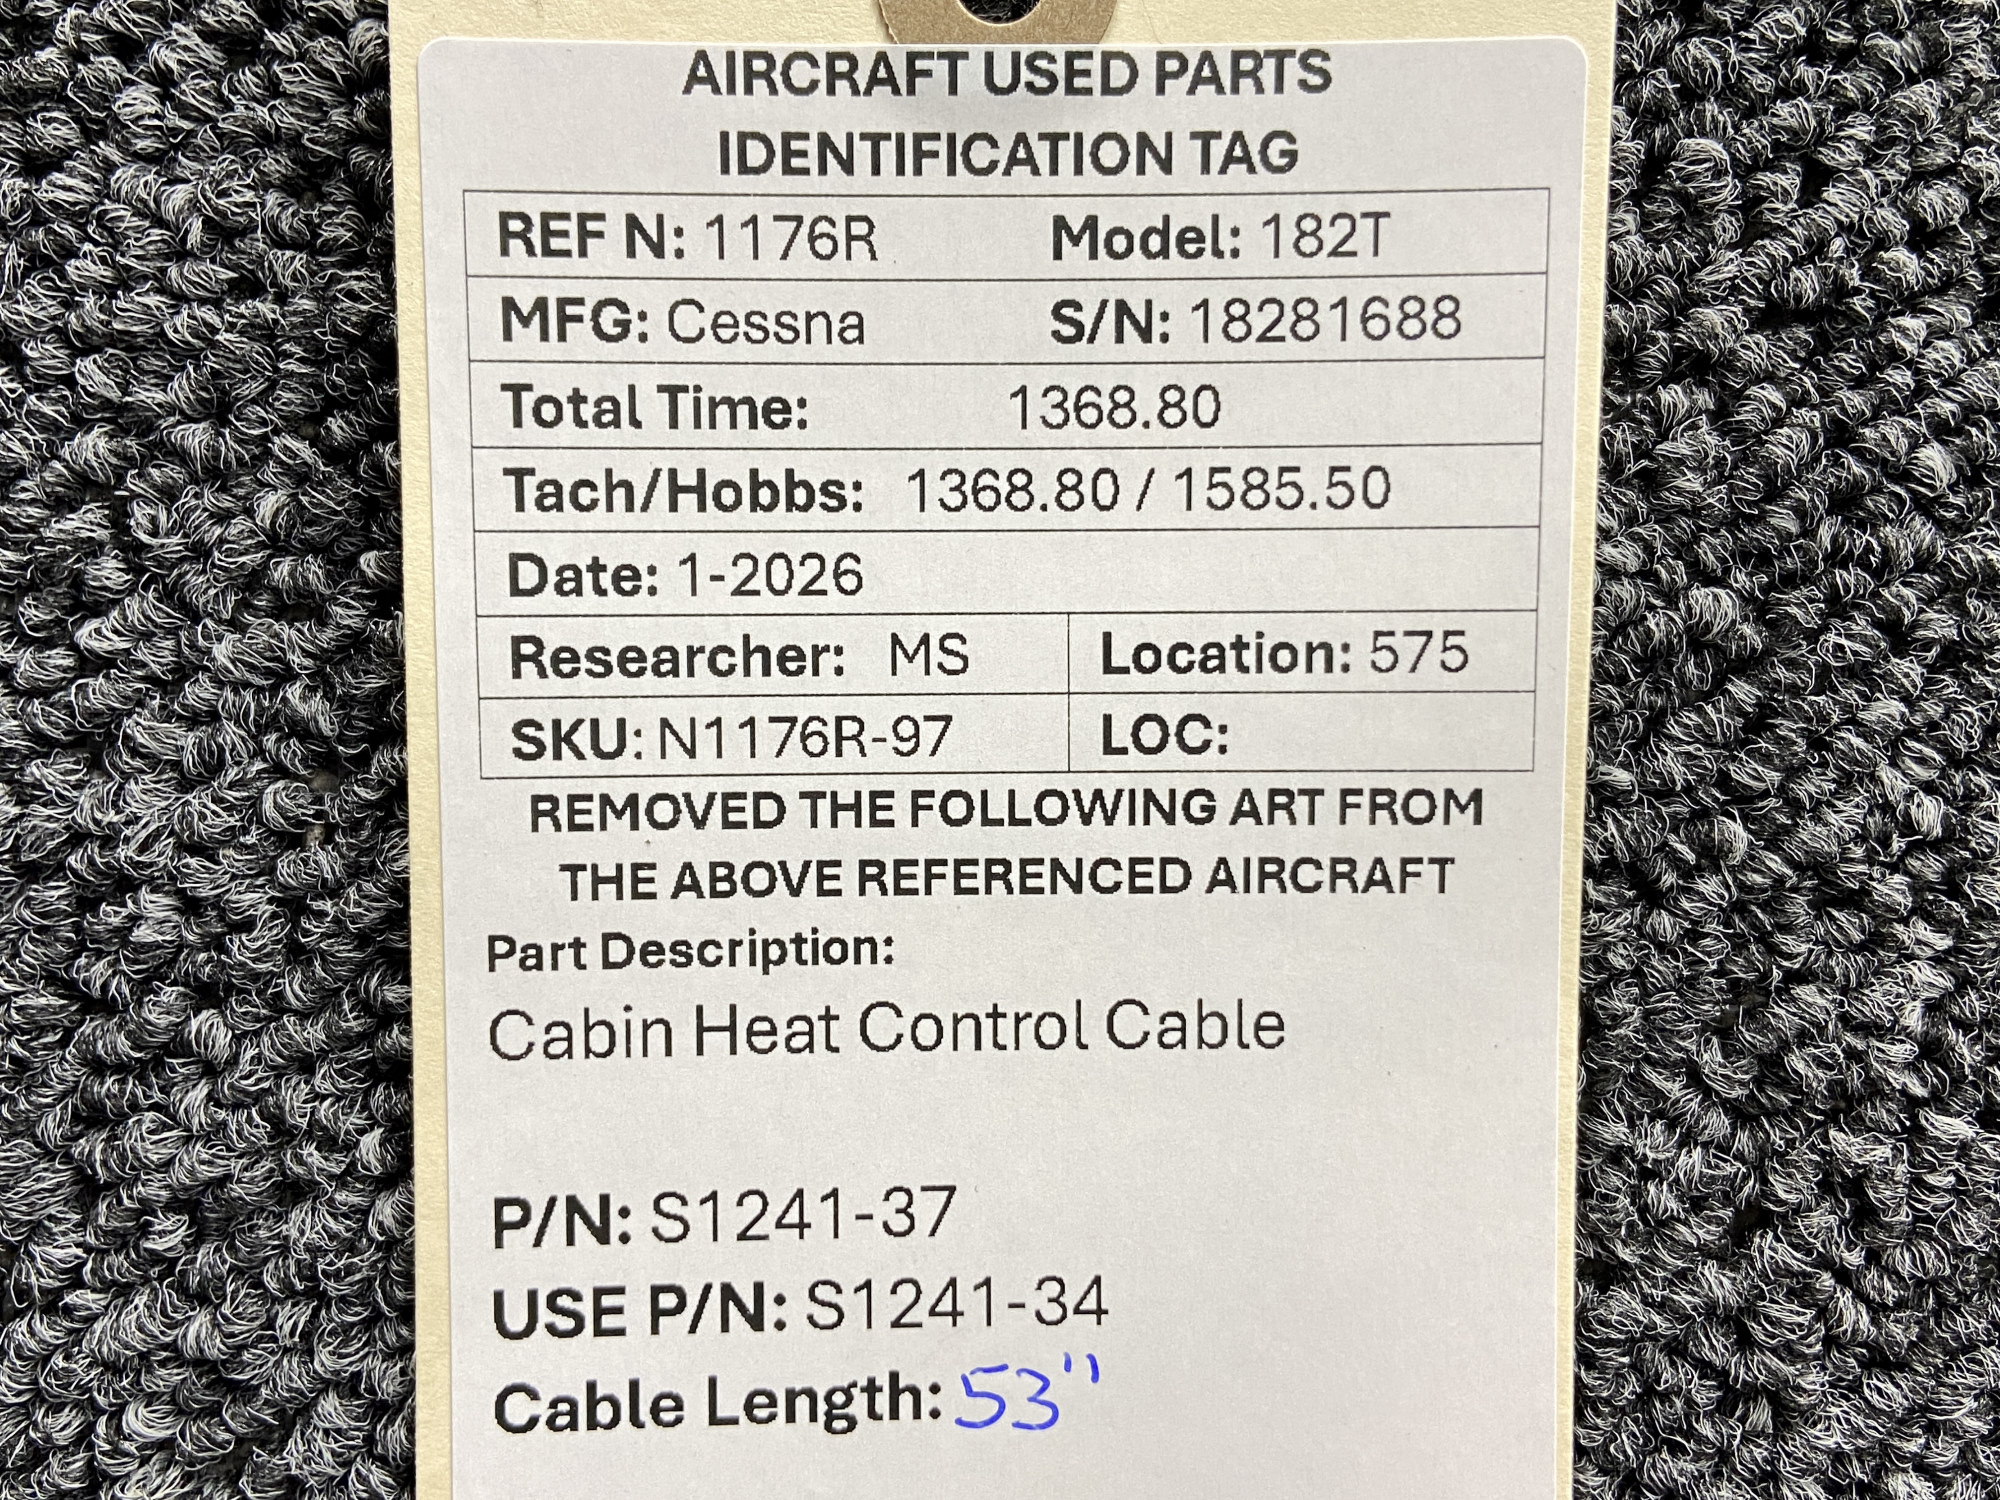 AIRCRAFT USED PARTS
IDENTIFICATION TAG
REF N: 1176R Model: 182T
MFG: Cessna S/N: 18281688
Total Time: 1368.80
Tach/Hobbs: 1368.80 / 1585.50
Date: 1-2026
Researcher: MS Location: 575
SKU: N1176R-97 LOC:
REMOVED THE FOLLOWING ART FROM
THE ABOVE REFERENCED AIRCRAFT
Part Description:
Cabin Heat Control Cable
P/N: S1241-37
USE P/N: S1241-34
Cable Length: 53"